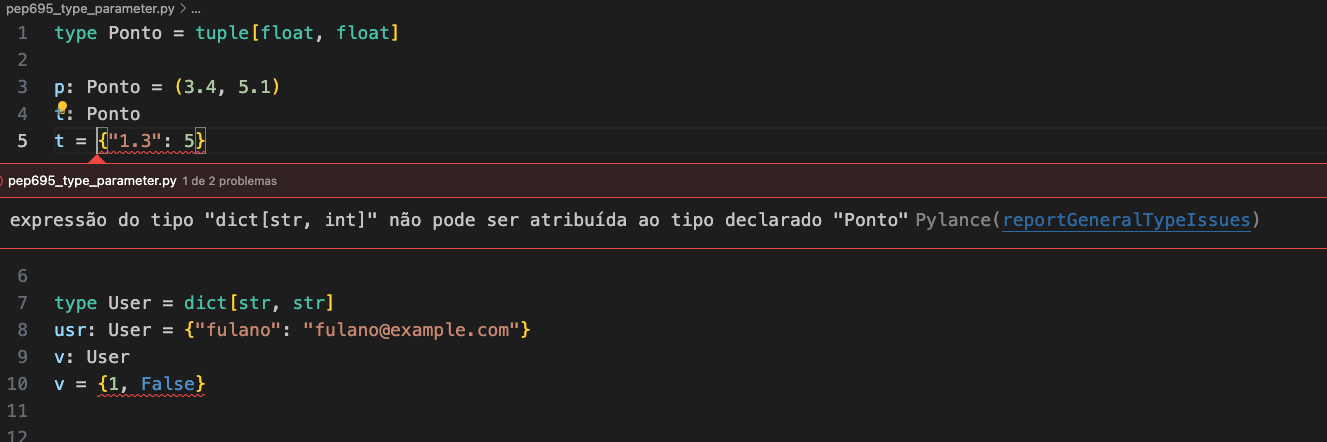 pep695_type_parameter.py > ...
1 type Ponto = tuple[float, float]
2
3 p: Ponto = (3.4, 5.1)
4 t: Ponto
5 t = {"1.3": 5}
pep695_type_parameter.py 1 de 2 problemas
expressão do tipo "dict[str, int]" não pode ser atribuída ao tipo declarado "Ponto" Pylance(reportGeneralTypeIssues)
6
7 type User = dict[str, str]
8 usr: User = {"fulano": "fulano@example.com"}
9 v: User
10 v = {1, False}
11
12